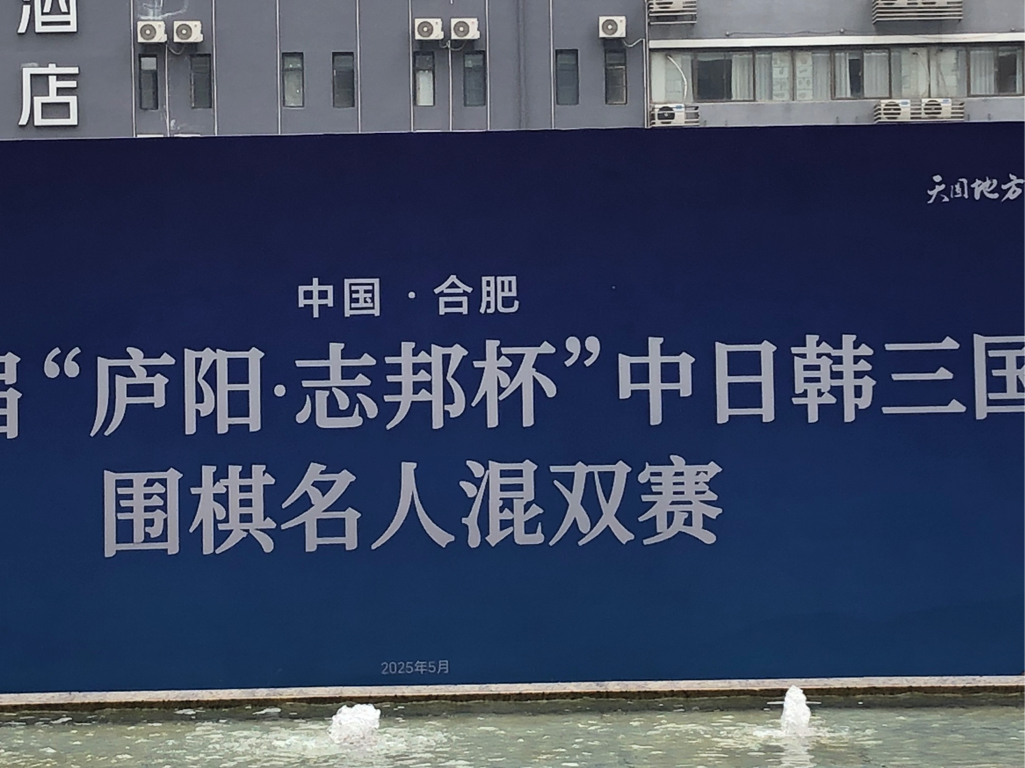 酒
店
天圆地方
中国·合肥
届“庐阳·志邦杯”中日韩三国
围棋名人混双赛
2025年5月